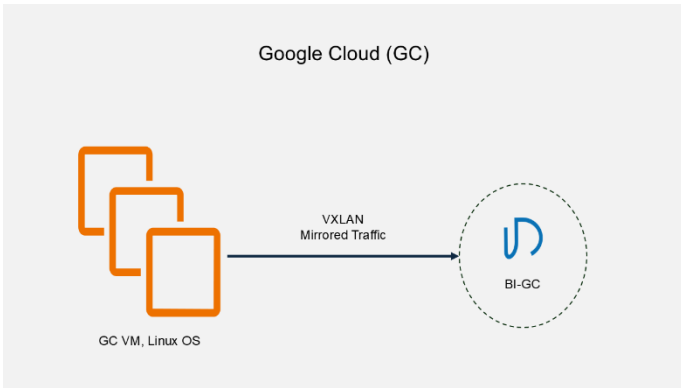 Google Cloud (GC)
VXLAN
Mirrored Traffic
BI-GC
GC VM, Linux OS